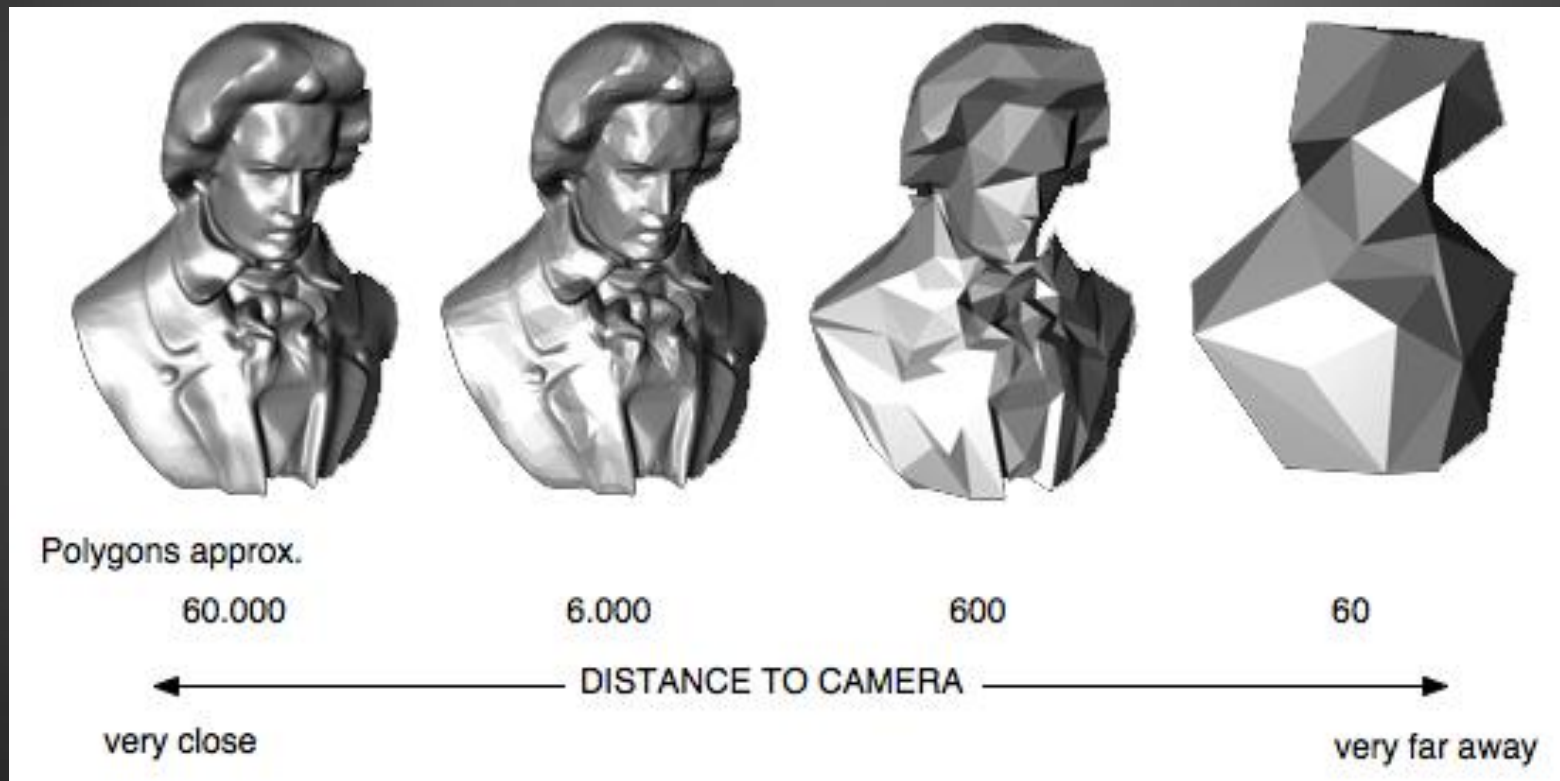 Polygons approx.
60.000 6.000 600 60
DISTANCE TO CAMERA
very close
very far away